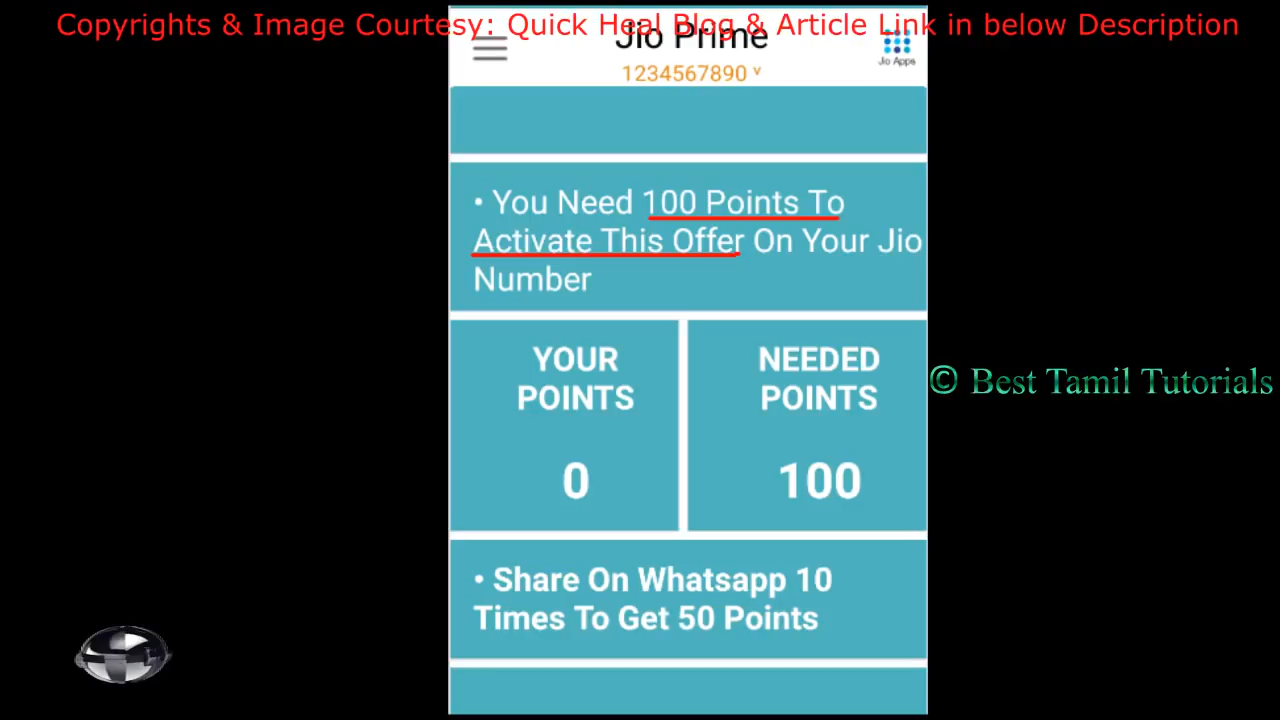 Copyrights & Image Courtesy: Quick Heal Blog & Article Link in below Description
Jio Prime
Jio Apps
1234567890 v
• You Need 100 Points To
Activate This Offer On Your Jio
Number
YOUR
POINTS
0
NEEDED
POINTS
100
© Best Tamil Tutorials
• Share On Whatsapp 10
Times To Get 50 Points